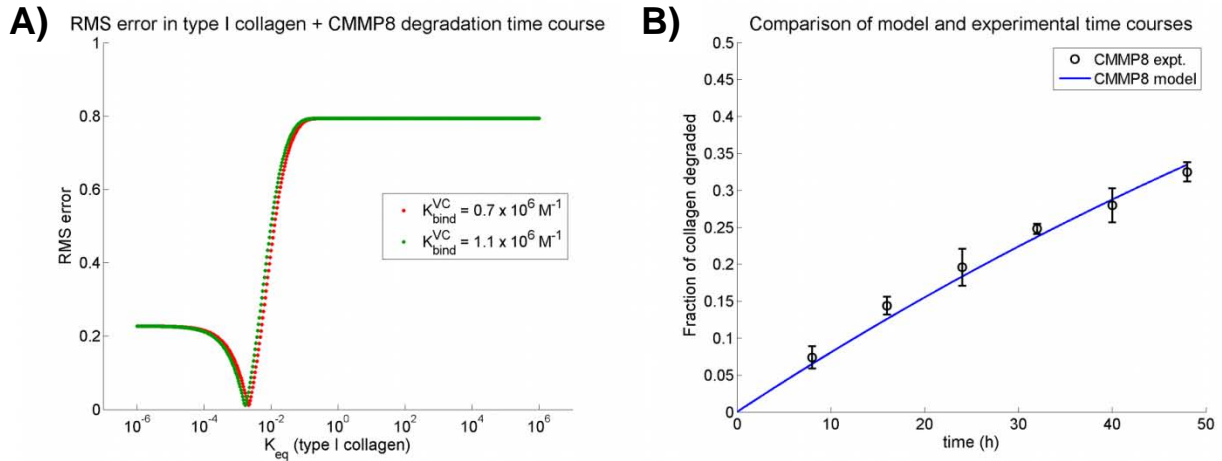 A)
RMS error in type I collagen + CMMP8 degradation time course
1
0.8
0.6
0.4
0.2
0
RMS error
K_bind^VC = 0.7 x 10^6 M^-1
K_bind^VC = 1.1 x 10^6 M^-1
10^-6 10^-4 10^-2 10^0 10^2 10^4 10^6
K_eq (type I collagen)
B)
Comparison of model and experimental time courses
0.5
0.45
0.4
0.35
0.3
0.25
0.2
0.15
0.1
0.05
0
Fraction of collagen degraded
CMMP8 expt.
CMMP8 model
0 10 20 30 40 50
time (h)